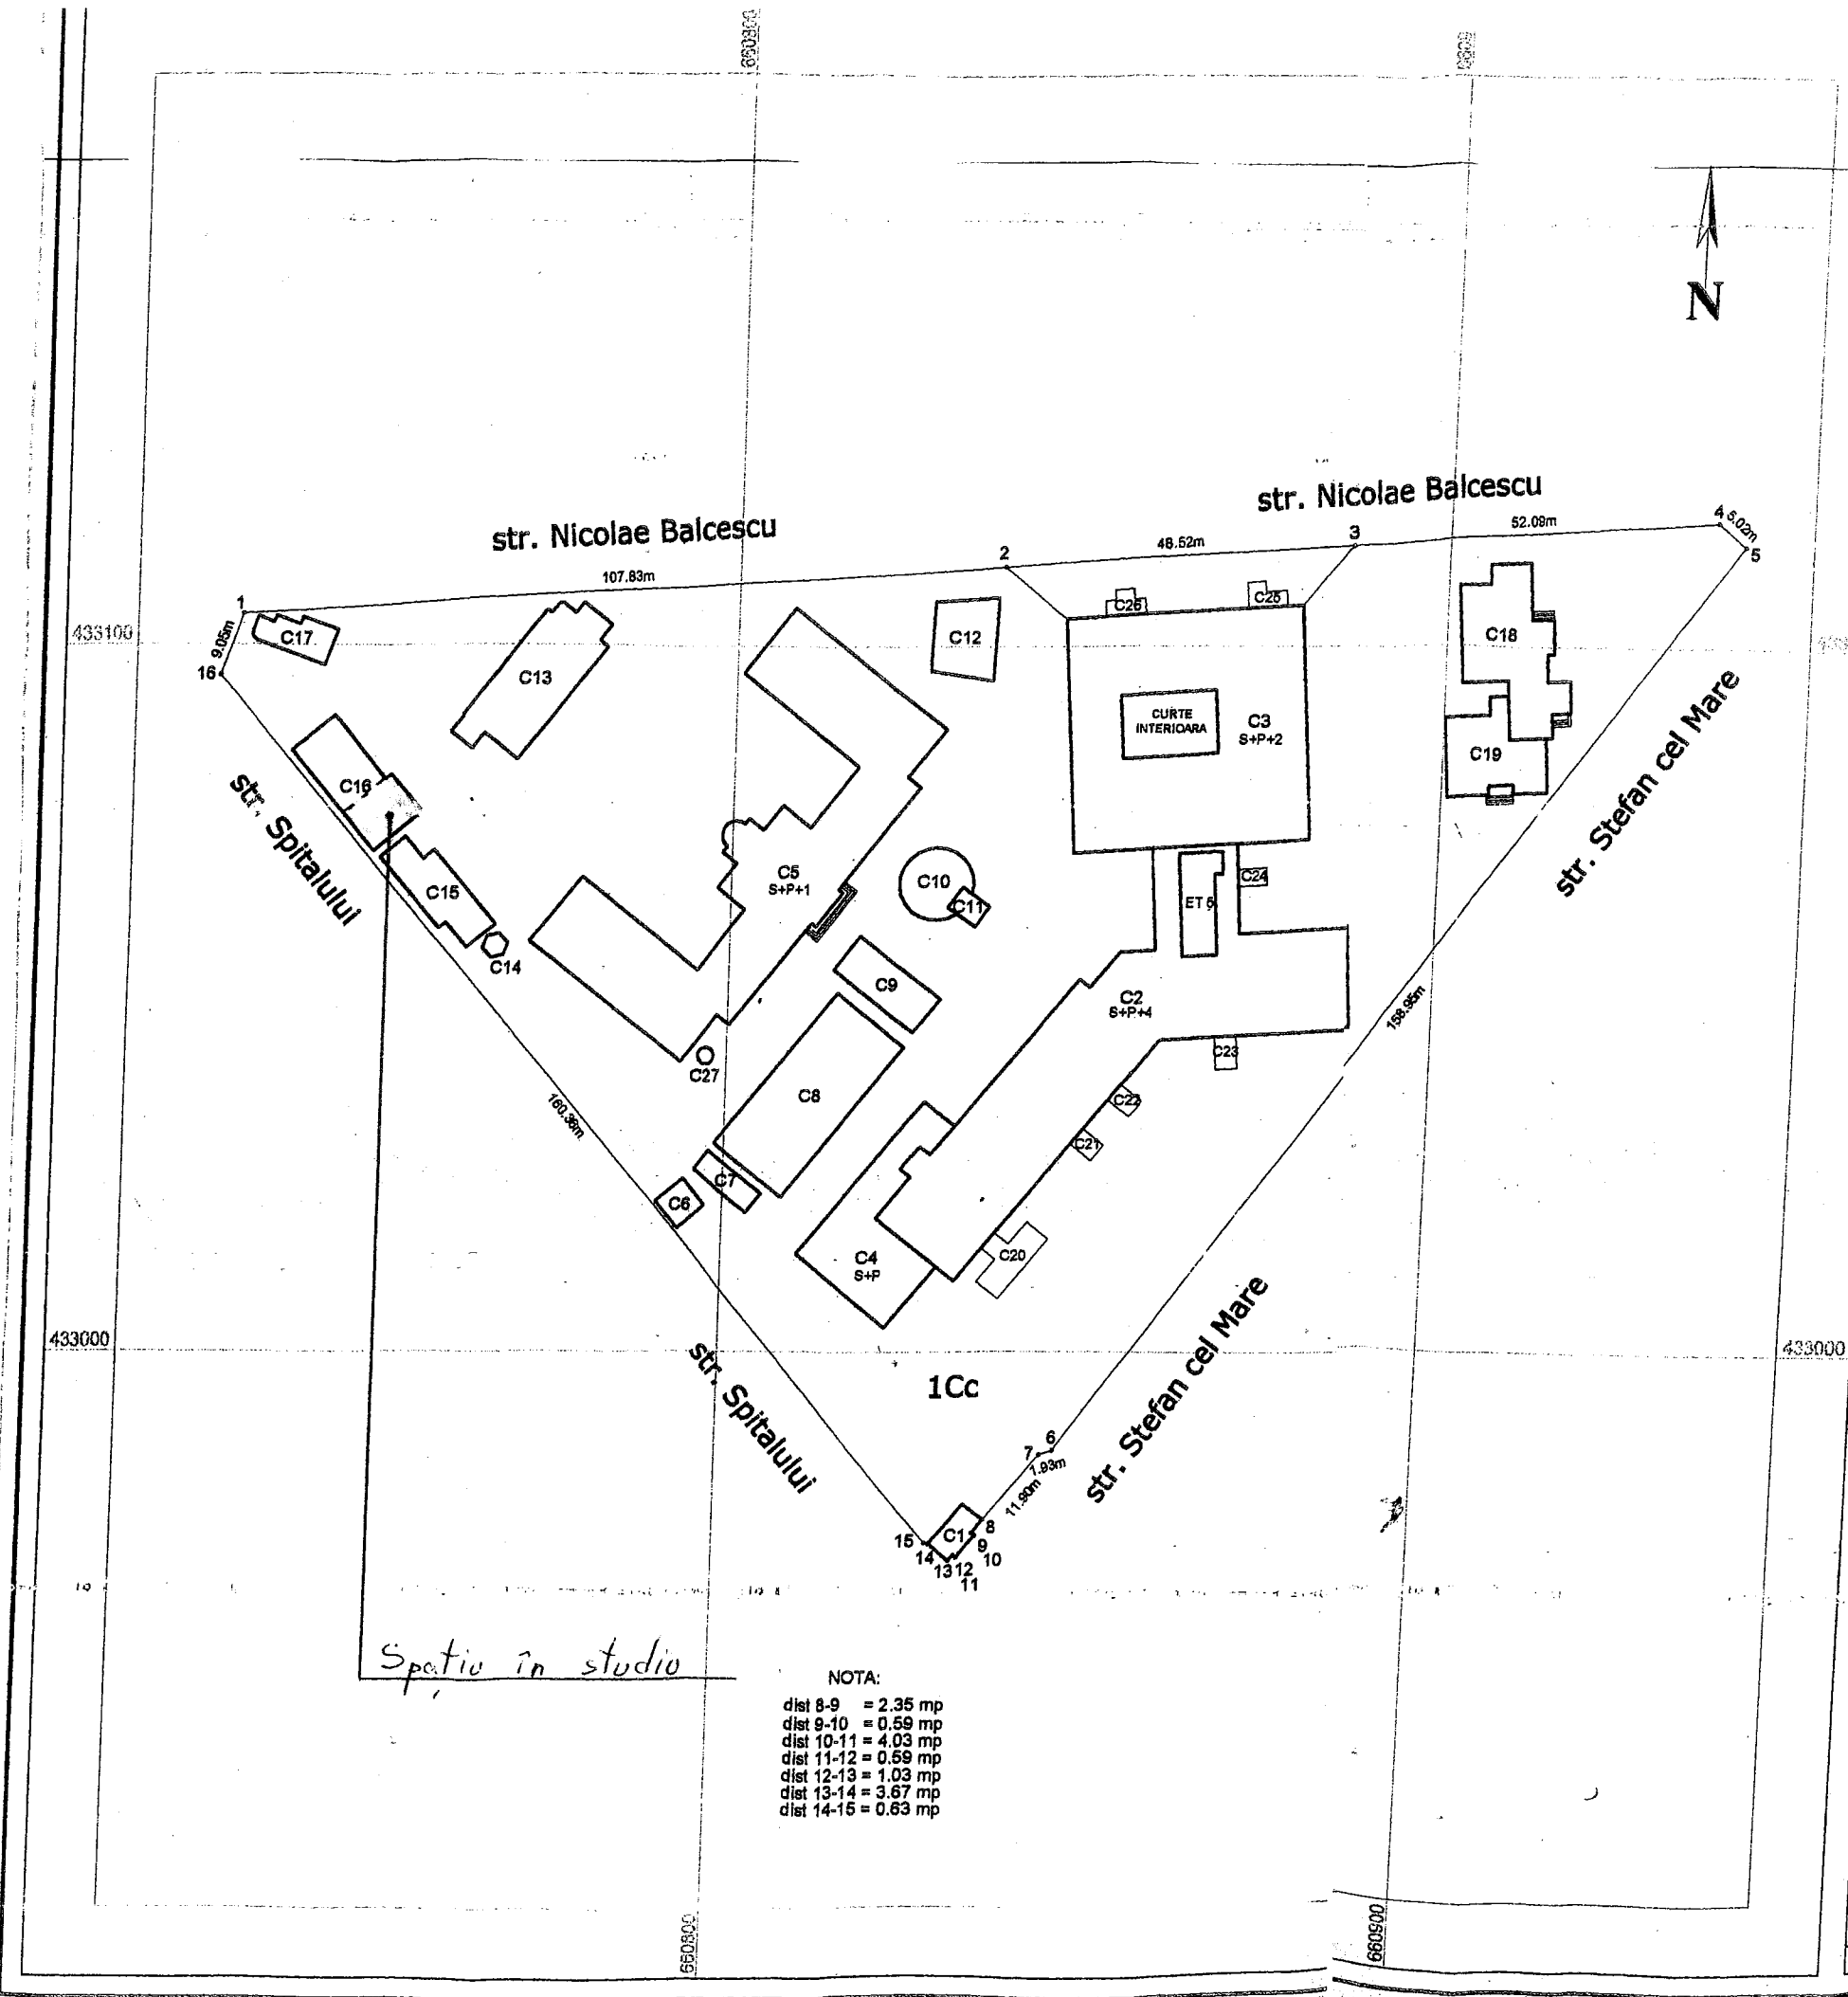 660800
N
str. Nicolae Balcescu
str. Nicolae Balcescu
107.83m
48.52m
52.09m
5.02m
1
2
3
4
5
9.05m
16
433100
C17
C13
C12
C26
C25
C18
CURTE
INTERIOARA
C3
S+P+2
C19
C16
str. Spitalului
str. Stefan cel Mare
C15
C14
C5
S+P+1
C10
C11
C24
ET 5
C9
C2
S+P+4
158.95m
C27
C8
C23
C22
C21
160.36m
C7
C6
C4
S+P
C20
433000
433000
str. Spitalului
1Cc
str. Stefan cel Mare
7
6
1.93m
11.90m
15
14
C1
8
9
10
13
12
11
Spațiu în studiu
NOTA:
dist 8-9 = 2.35 mp
dist 9-10 = 0.59 mp
dist 10-11 = 4.03 mp
dist 11-12 = 0.59 mp
dist 12-13 = 1.03 mp
dist 13-14 = 3.67 mp
dist 14-15 = 0.63 mp
660800
660900